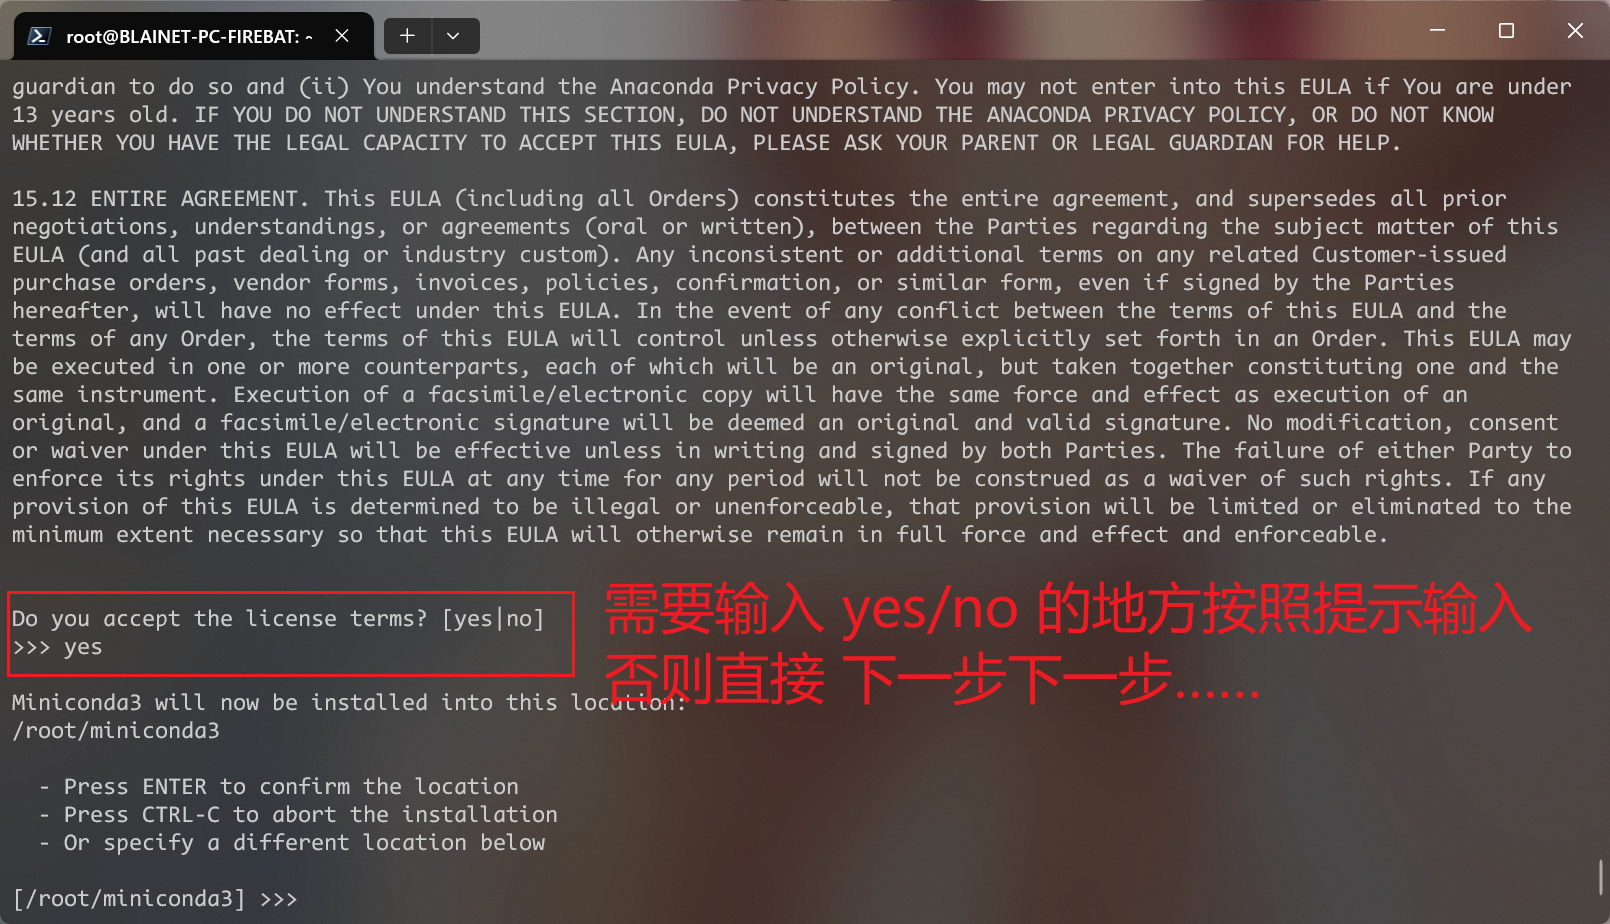 root@BLAINET-PC-FIREBAT: ~
guardian to do so and (ii) You understand the Anaconda Privacy Policy. You may not enter into this EULA if You are under
13 years old. IF YOU DO NOT UNDERSTAND THIS SECTION, DO NOT UNDERSTAND THE ANACONDA PRIVACY POLICY, OR DO NOT KNOW
WHETHER YOU HAVE THE LEGAL CAPACITY TO ACCEPT THIS EULA, PLEASE ASK YOUR PARENT OR LEGAL GUARDIAN FOR HELP.
15.12 ENTIRE AGREEMENT. This EULA (including all Orders) constitutes the entire agreement, and supersedes all prior
negotiations, understandings, or agreements (oral or written), between the Parties regarding the subject matter of this
EULA (and all past dealing or industry custom). Any inconsistent or additional terms on any related Customer-issued
purchase orders, vendor forms, invoices, policies, confirmation, or similar form, even if signed by the Parties
hereafter, will have no effect under this EULA. In the event of any conflict between the terms of this EULA and the
terms of any Order, the terms of this EULA will control unless otherwise explicitly set forth in an Order. This EULA may
be executed in one or more counterparts, each of which will be an original, but taken together constituting one and the
same instrument. Execution of a facsimile/electronic copy will have the same force and effect as execution of an
original, and a facsimile/electronic signature will be deemed an original and valid signature. No modification, consent
or waiver under this EULA will be effective unless in writing and signed by both Parties. The failure of either Party to
enforce its rights under this EULA at any time for any period will not be construed as a waiver of such rights. If any
provision of this EULA is determined to be illegal or unenforceable, that provision will be limited or eliminated to the
minimum extent necessary so that this EULA will otherwise remain in full force and effect and enforceable.
Do you accept the license terms? [yes|no]
>>> yes
需要输入 yes/no 的地方按照提示输入
否则直接 下一步下一步......
Miniconda3 will now be installed into this location:
/root/miniconda3
- Press ENTER to confirm the location
- Press CTRL-C to abort the installation
- Or specify a different location below
[/root/miniconda3] >>>